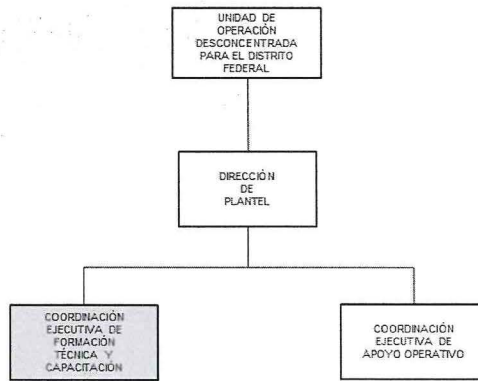 UNIDAD DE
OPERACIÓN
DESCONCENTRADA
PARA EL DISTRITO
FEDERAL
DIRECCIÓN
DE
PLANTEL
COORDINACIÓN
EJECUTIVA DE
FORMACIÓN
TÉCNICA Y
CAPACITACIÓN
COORDINACIÓN
EJECUTIVA DE
APOYO OPERATIVO